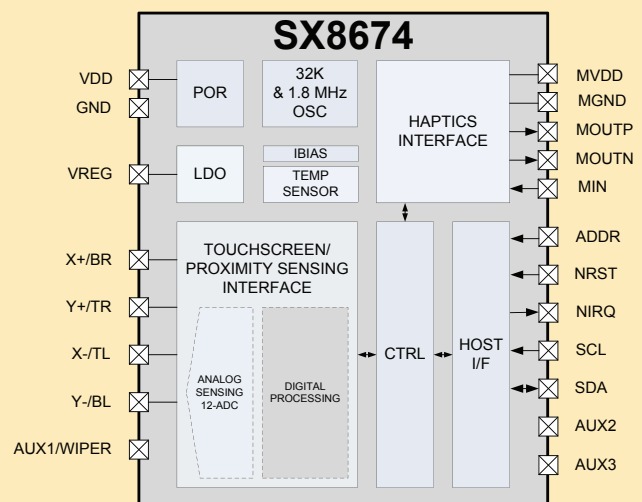 SX8674
VDD
GND
VREG
X+/BR
Y+/TR
X-/TL
Y-/BL
AUX1/WIPER
POR
32K
& 1.8 MHz
OSC
LDO
IBIAS
TEMP
SENSOR
HAPTICS
INTERFACE
TOUCHSCREEN/
PROXIMITY SENSING
INTERFACE
ANALOG
SENSING
12-ADC
DIGITAL
PROCESSING
CTRL
HOST
I/F
MVDD
MGND
MOUTP
MOUTN
MIN
ADDR
NRST
NIRQ
SCL
SDA
AUX2
AUX3